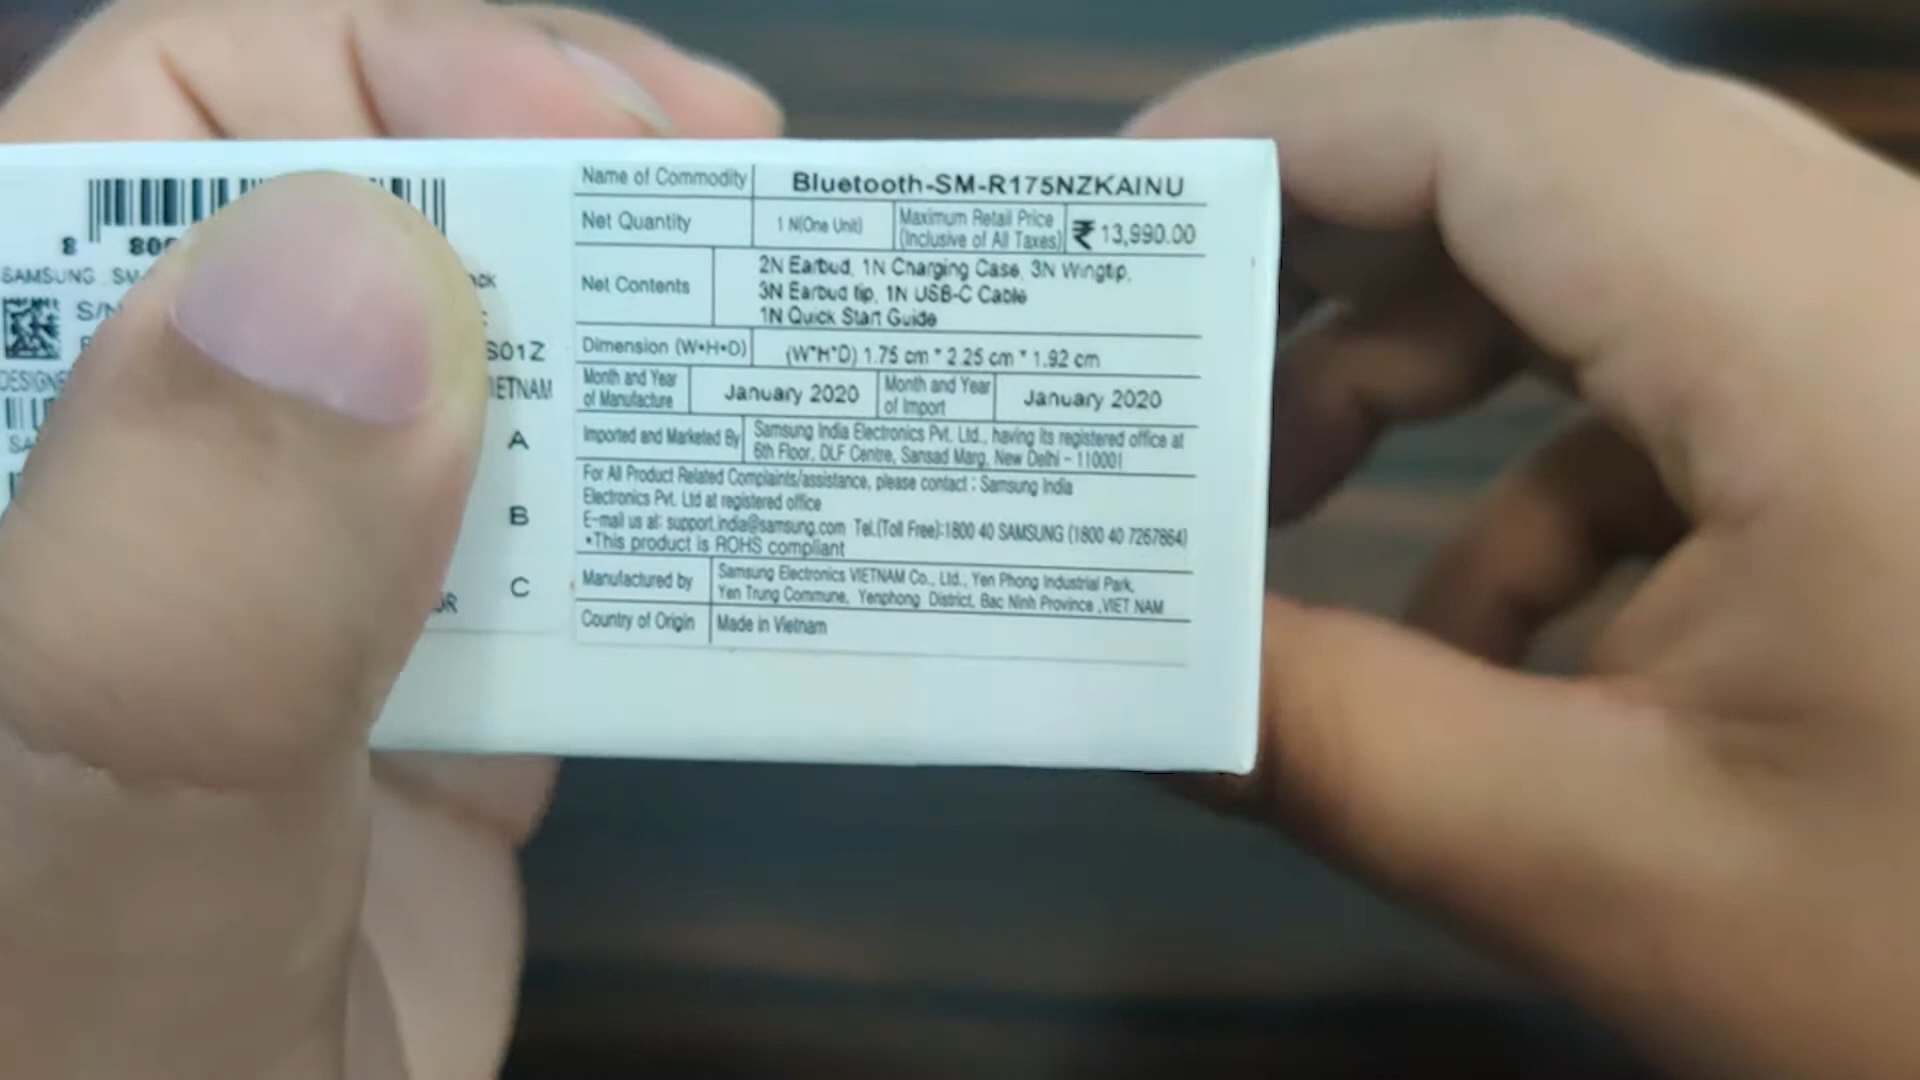 8 806
SAMSUNG SM-
S/N
S01Z
DESIGNE
IETNAM
A
B
C
Name of Commodity Bluetooth-SM-R175NZKAINU
Net Quantity 1 N(One Unit) Maximum Retail Price (Inclusive of All Taxes) ₹ 13,990.00
Net Contents 2N Earbud, 1N Charging Case, 3N Wingtip,
3N Earbud tip, 1N USB-C Cable
1N Quick Start Guide
Dimension (W*H*D) (W*H*D) 1.75 cm * 2.25 cm * 1.92 cm
Month and Year of Manufacture January 2020 Month and Year of Import January 2020
Imported and Marketed By Samsung India Electronics Pvt. Ltd., having its registered office at
6th Floor, DLF Centre, Sansad Marg, New Delhi - 110001
For All Product Related Complaints/assistance, please contact : Samsung India
Electronics Pvt. Ltd at registered office
E-mail us at: support.india@samsung.com Tel.(Toll Free):1800 40 SAMSUNG (1800 40 7267864)
*This product is ROHS compliant
Manufactured by Samsung Electronics VIETNAM Co., Ltd., Yen Phong Industrial Park,
Yen Trung Commune, Yenphong District, Bac Ninh Province ,VIET NAM
Country of Origin Made in Vietnam